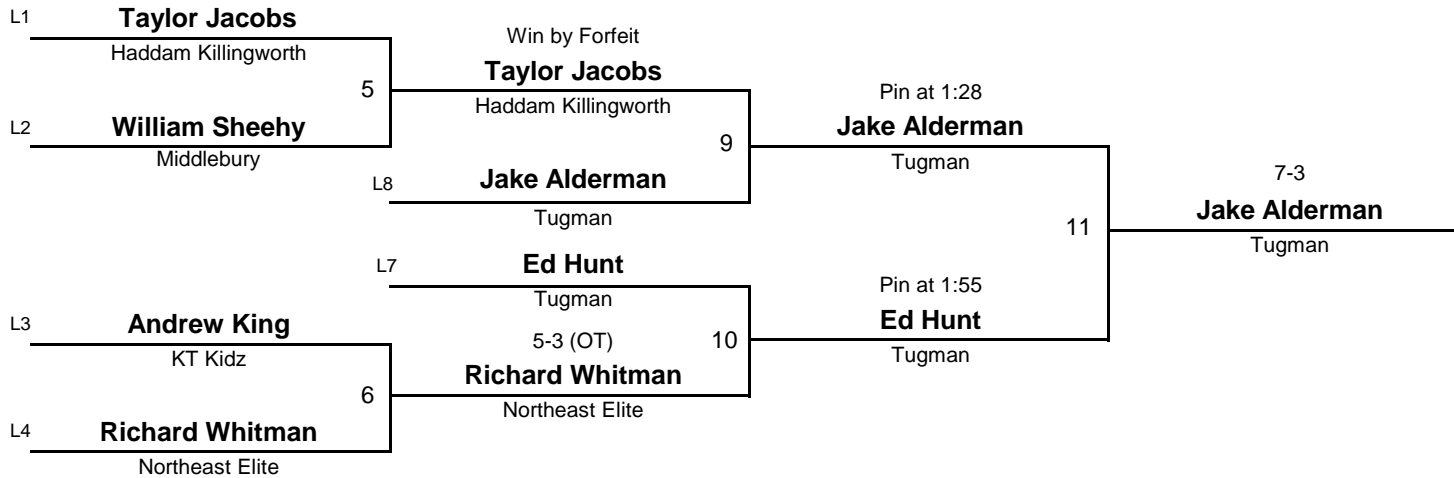 L1
Taylor Jacobs
Haddam Killingworth
5
L2
William Sheehy
Middlebury
Win by Forfeit
Taylor Jacobs
Haddam Killingworth
9
L8
Jake Alderman
Tugman
Pin at 1:28
Jake Alderman
Tugman
11
7-3
Jake Alderman
Tugman
L7
Ed Hunt
Tugman
10
Pin at 1:55
Ed Hunt
Tugman
L3
Andrew King
KT Kidz
6
5-3 (OT)
Richard Whitman
Northeast Elite
L4
Richard Whitman
Northeast Elite